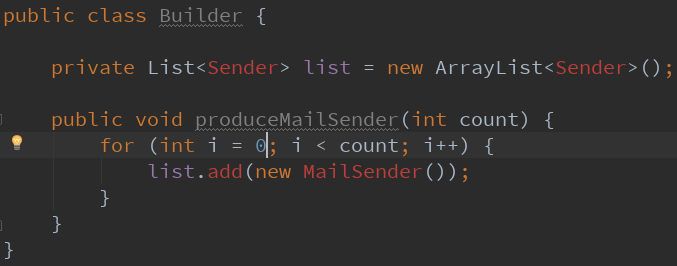 public class Builder {
private List<Sender> list = new ArrayList<Sender>();
public void produceMailSender(int count) {
for (int i = 0; i < count; i++) {
list.add(new MailSender());
}
}
}